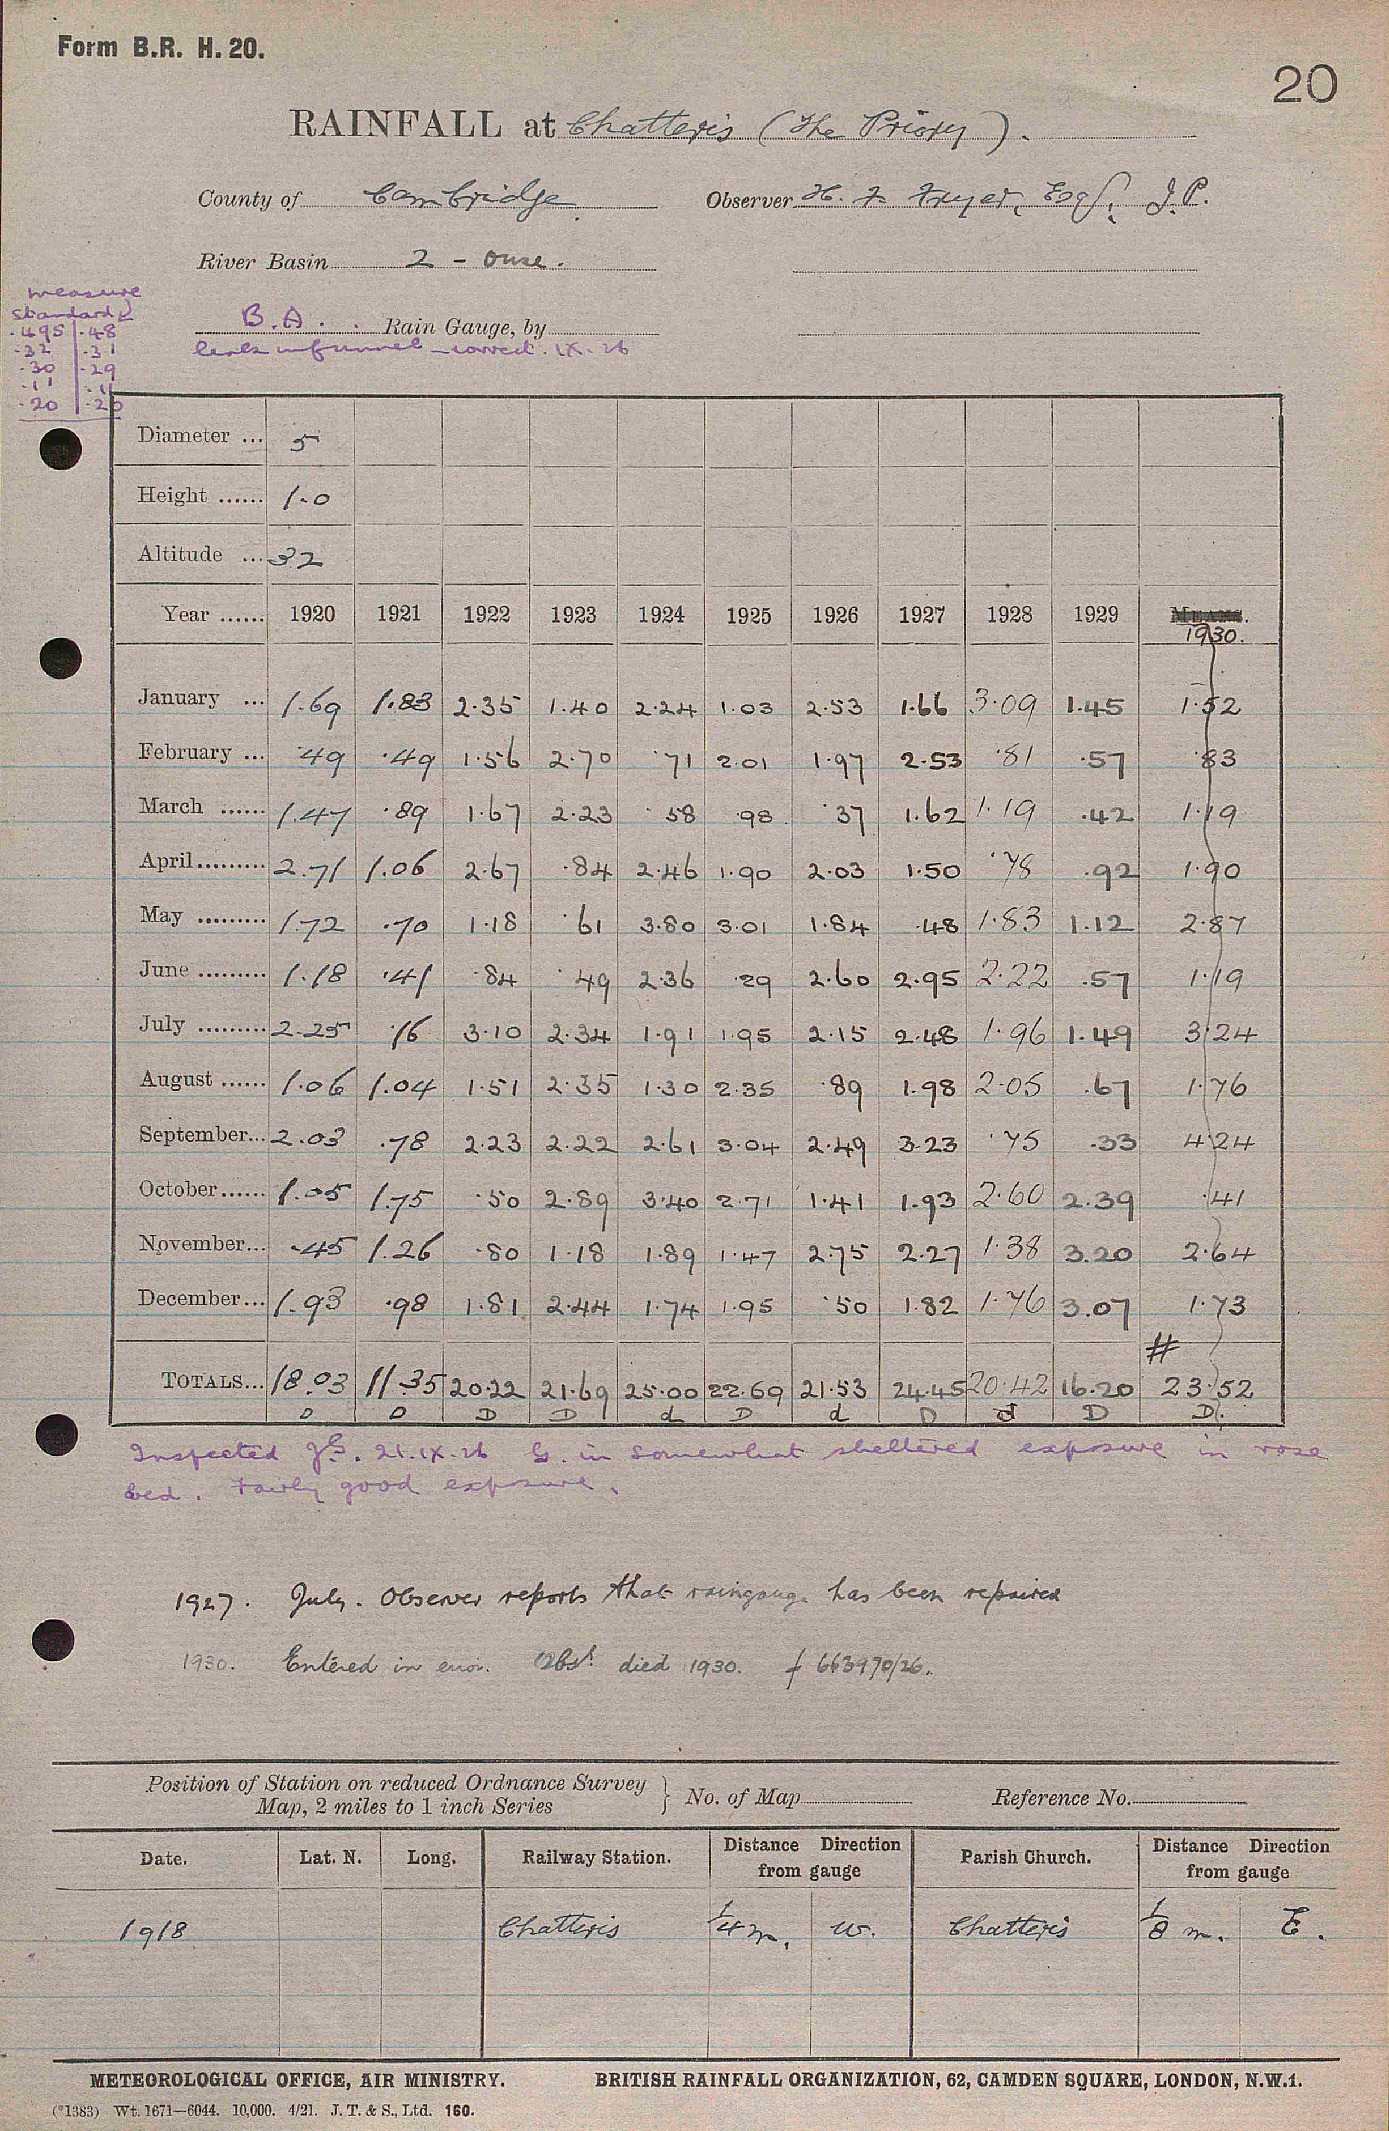 Form B.R. H. 20.
20
RAINFALL at Chatteris (The Priory).
County of Cambridge Observer H. F. Fryer, Esq., J.P.
River Basin 2 - Ouse.
measure
standard
.495 .48
.32 .31
.30 .29
.11 .11
.20 .20
B.A. Rain Gauge, by
leak in funnel - correct. IX. 26
Diameter ... 5
Height ...... 1.0
Altitude ... 32
Year ...... 1920 1921 1922 1923 1924 1925 1926 1927 1928 1929 MEANS.
1930.
January ... 1.69 1.83 2.35 1.40 2.24 1.03 2.53 1.66 3.09 1.45 1.52
February ... .49 .49 1.56 2.70 .71 2.01 1.97 2.53 .81 .57 .83
March ...... 1.47 .89 1.67 2.23 .58 .98 .37 1.62 1.19 .42 1.19
April......... 2.71 1.06 2.67 .84 2.46 1.90 2.03 1.50 .78 .92 1.90
May ......... 1.72 .70 1.18 .61 3.80 3.01 1.84 .48 1.83 1.12 2.87
June ......... 1.18 .41 .84 .49 2.36 .29 2.60 2.95 2.22 .57 1.19
July ......... 2.25 .16 3.10 2.34 1.91 1.95 2.15 2.48 1.96 1.49 3.24
August ...... 1.06 1.04 1.51 2.35 1.30 2.35 .89 1.98 2.05 .67 1.76
September... 2.03 .78 2.23 2.22 2.61 3.04 2.49 3.23 .75 .33 4.24
October...... 1.05 1.75 .50 2.89 3.40 2.71 1.41 1.93 2.60 2.39 .41
November... .45 1.26 .80 1.18 1.89 1.47 2.75 2.27 1.38 3.20 2.64
December... 1.93 .98 1.81 2.44 1.74 1.95 .50 1.82 1.76 3.07 1.73
#
TOTALS... 18.03 11.35 20.22 21.69 25.00 22.69 21.53 24.45 20.42 16.20 23.52
D D D D d D d D d D D.
Inspected 21.IX.26 G. in somewhat sheltered exposure in rose
bed. Fairly good exposure.
1927. July. Observer reports that raingauge has been repaired
1930. Entered in error. Obsr. died 1930. f 663970/26.
Position of Station on reduced Ordnance Survey } No. of Map Reference No.
Map, 2 miles to 1 inch Series
Date. Lat. N. Long. Railway Station. Distance Direction from gauge Parish Church. Distance Direction from gauge
1918 Chatteris 1/4 m. W. Chatteris 1/8 m. E.
METEOROLOGICAL OFFICE, AIR MINISTRY. BRITISH RAINFALL ORGANIZATION, 62, CAMDEN SQUARE, LONDON, N.W.1.
(*1383) Wt. 1671—6044. 10,000. 4/21. J. T. & S., Ltd. 160.